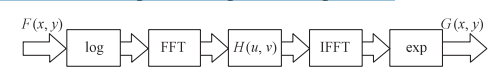 F(x, y)
G(x, y)
log
FFT
H(u, v)
IFFT
exp